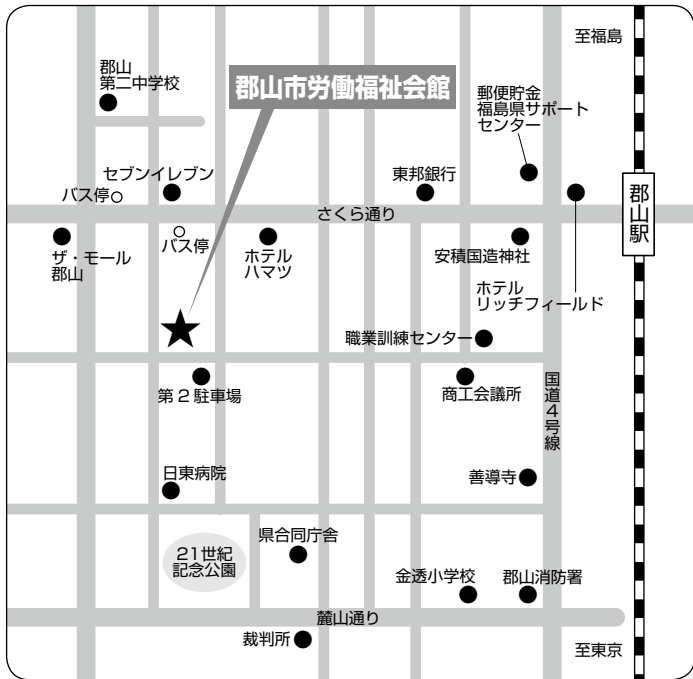 至福島
郡山
第二中学校
郡山市労働福祉会館
郵便貯金
福島県サポート
センター
セブンイレブン
東邦銀行
バス停
郡山駅
さくら通り
バス停
ザ・モール
郡山
ホテル
ハマツ
安積国造神社
ホテル
リッチフィールド
職業訓練センター
第2駐車場
商工会議所
国道4号線
日東病院
善導寺
県合同庁舎
21世紀
記念公園
金透小学校
郡山消防署
麓山通り
裁判所
至東京